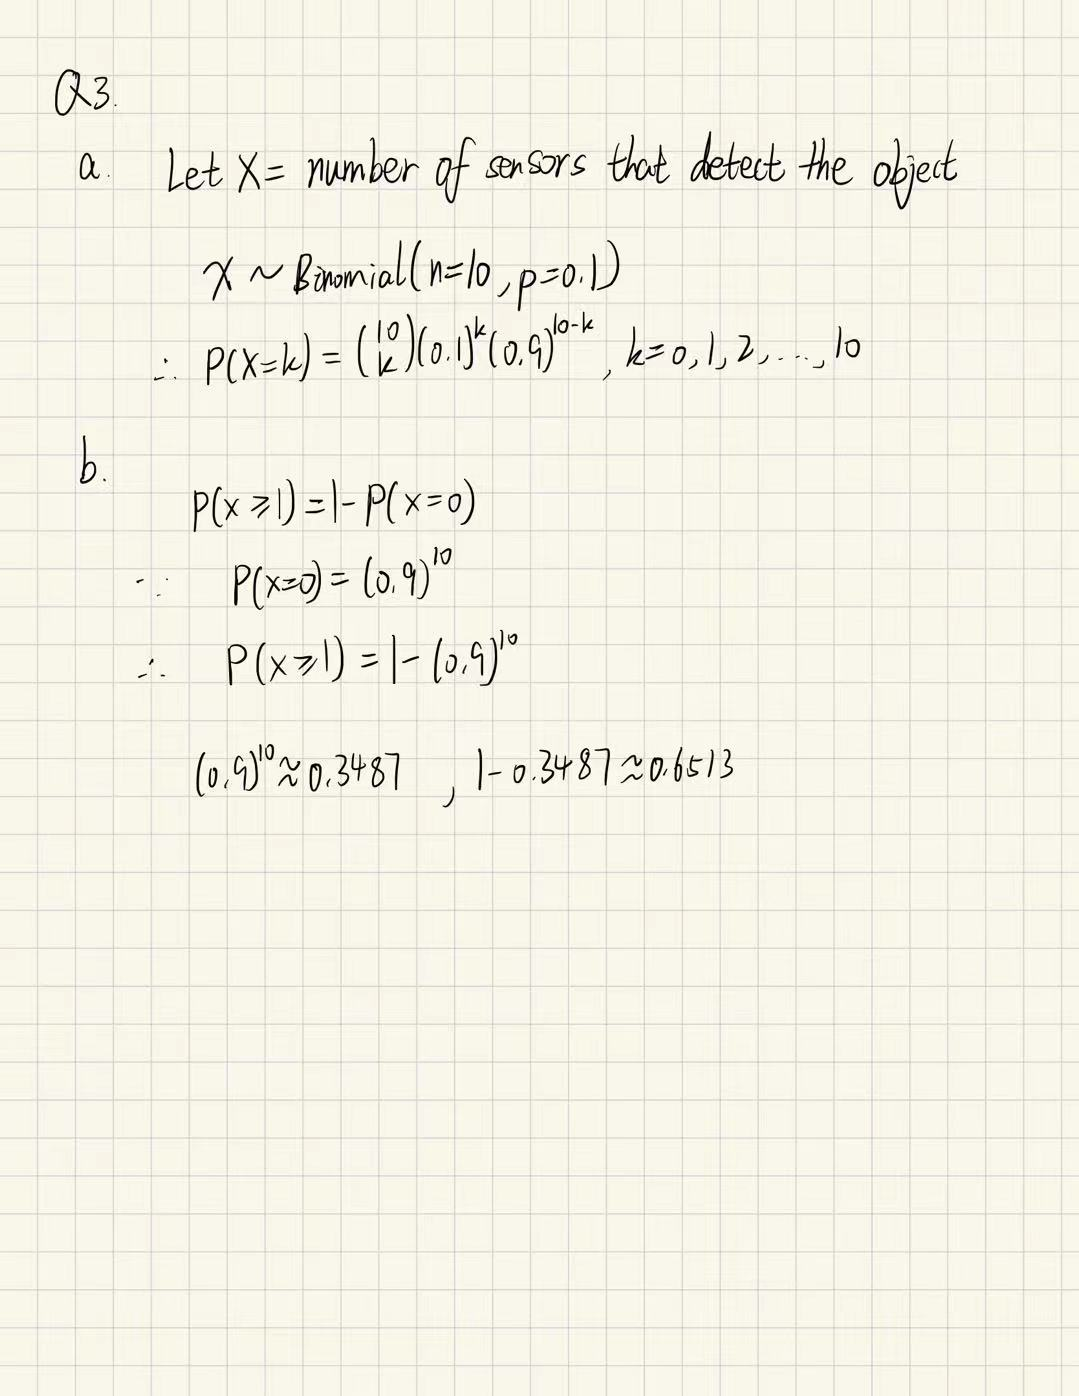 Q3.
a. Let X = number of sensors that detect the object
X ~ Binomial(n=10, p=0.1)
∴ P(X=k) = (10 k)(0.1)^k (0.9)^10-k, k=0,1,2,...,10
b.
P(x⩾1) = 1 - P(x=0)
∵ P(x=0) = (0.9)^10
∴ P(x⩾1) = 1 - (0.9)^10
(0.9)^10 ≈ 0.3487 , 1 - 0.3487 ≈ 0.6513